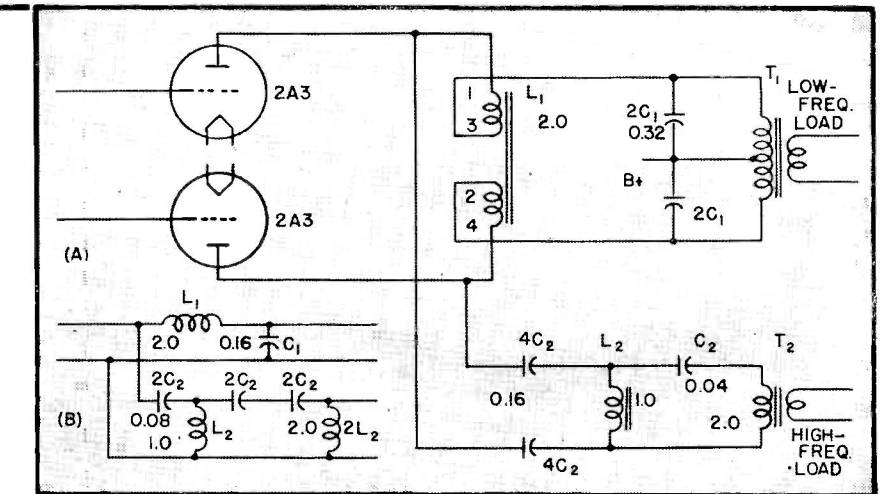 2A3
2A3
(A)
1
3
2
4
L₁
2.0
2C₁
0.32
B+
2C₁
T₁
LOW-
FREQ.
LOAD
L₁
2.0
0.16
C₁
2C₂
2C₂
2C₂
0.08
1.0
L₂
2.0
2L₂
(B)
4C₂
0.16
4C₂
L₂
1.0
C₂
0.04
T₂
2.0
HIGH-
FREQ.
LOAD